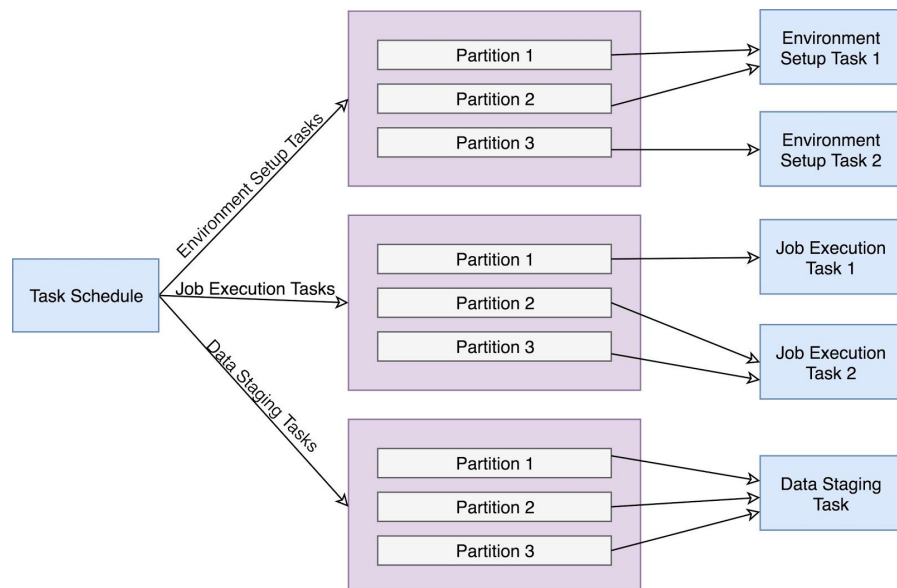 Task Schedule
Environment Setup Tasks
Job Execution Tasks
Data Staging Tasks
Partition 1
Partition 2
Partition 3
Environment
Setup Task 1
Environment
Setup Task 2
Partition 1
Partition 2
Partition 3
Job Execution
Task 1
Job Execution
Task 2
Partition 1
Partition 2
Partition 3
Data Staging
Task